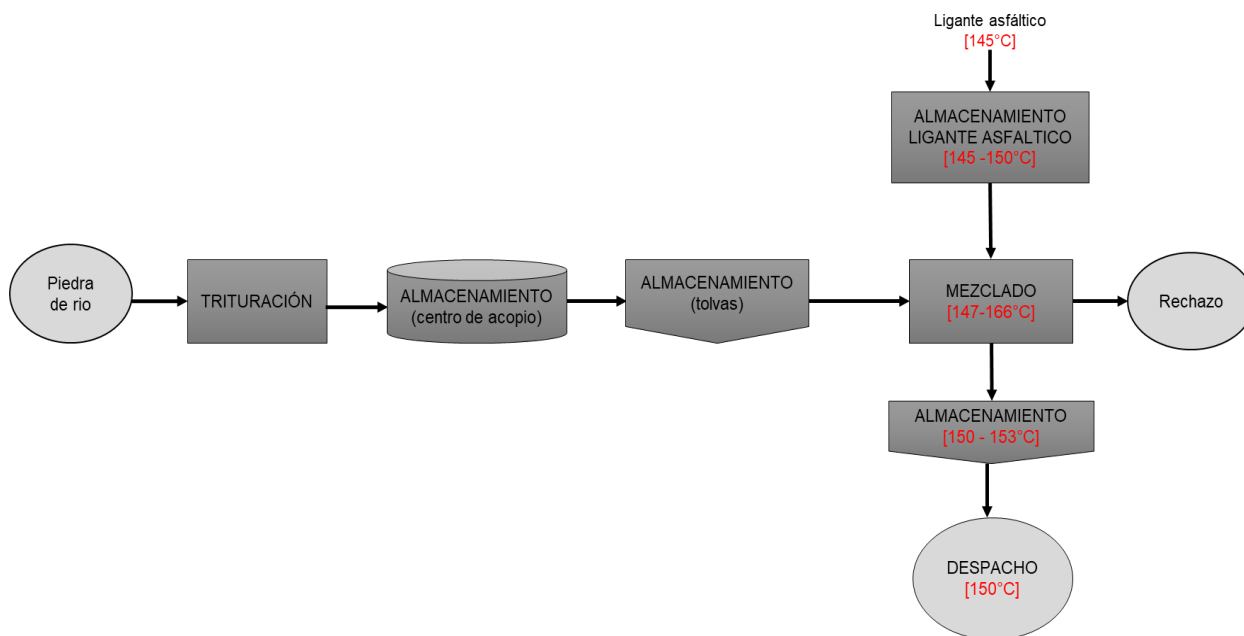 Ligante asfáltico
[145°C]
ALMACENAMIENTO
LIGANTE ASFALTICO
[145 -150°C]
Piedra
de rio
TRITURACIÓN
ALMACENAMIENTO
(centro de acopio)
ALMACENAMIENTO
(tolvas)
MEZCLADO
[147-166°C]
Rechazo
ALMACENAMIENTO
[150 - 153°C]
DESPACHO
[150°C]